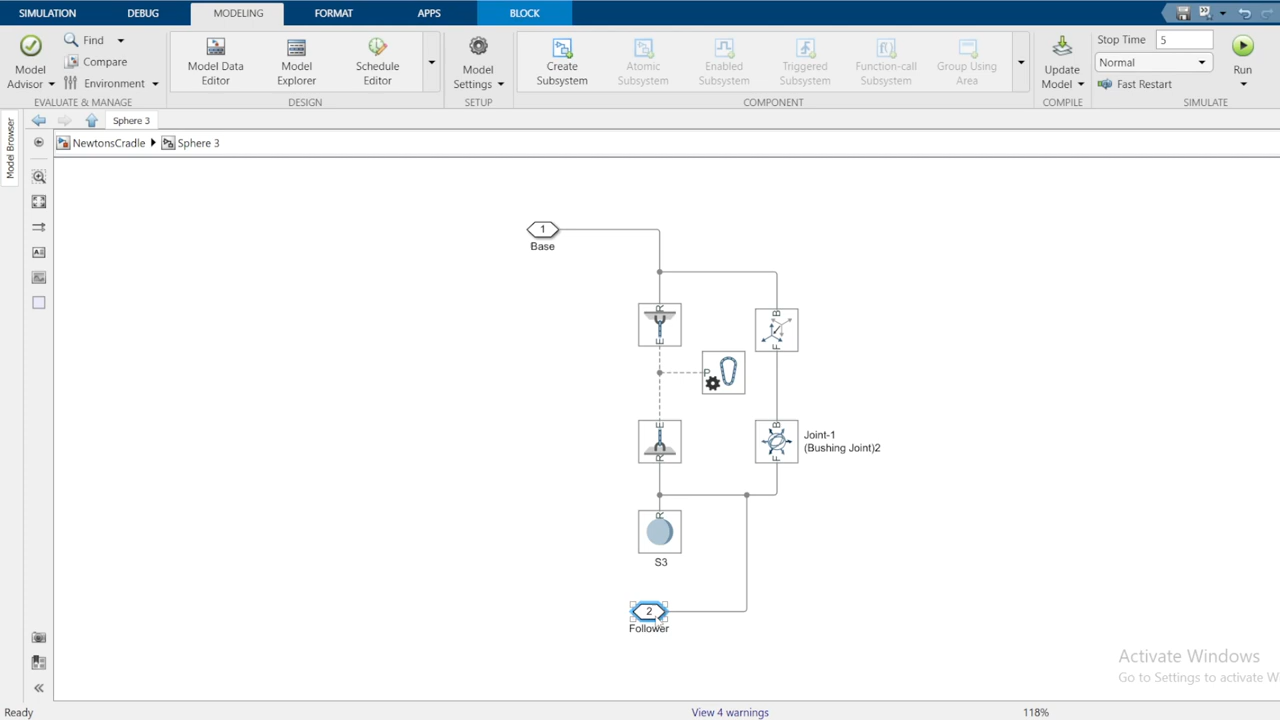 SIMULATION DEBUG MODELING FORMAT APPS BLOCK
Find
Compare
Environment
Model
Advisor
EVALUATE & MANAGE
Model Data
Editor
Model
Explorer
Schedule
Editor
DESIGN
Model
Settings
SETUP
Create
Subsystem
Atomic
Subsystem
Enabled
Subsystem
Triggered
Subsystem
Function-call
Subsystem
Group Using
Area
COMPONENT
Update
Model
COMPILE
Stop Time 5
Normal
Fast Restart
Run
SIMULATE
Model Browser
Sphere 3
NewtonsCradle Sphere 3
1
Base
R
E
B
F
P
E
R
B
F
Joint-1
(Bushing Joint)2
R
S3
2
Follower
Activate Windows
Go to Settings to activate W
Ready
View 4 warnings
118%